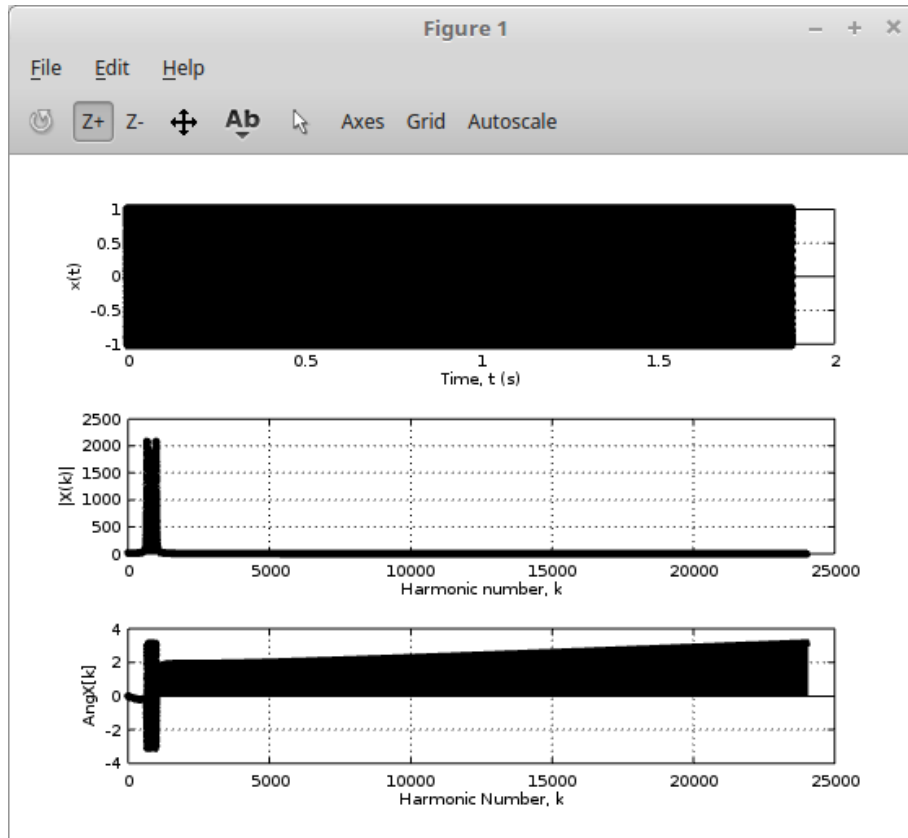 Figure 1
File Edit Help
Z+ Z- Ab Axes Grid Autoscale
1
0.5
0
-0.5
-1
x(t)
0 0.5 1 1.5 2
Time, t (s)
2500
2000
1500
1000
500
0
|X(k)|
0 5000 10000 15000 20000 25000
Harmonic number, k
4
2
0
-2
-4
AngX[k]
0 5000 10000 15000 20000 25000
Harmonic Number, k